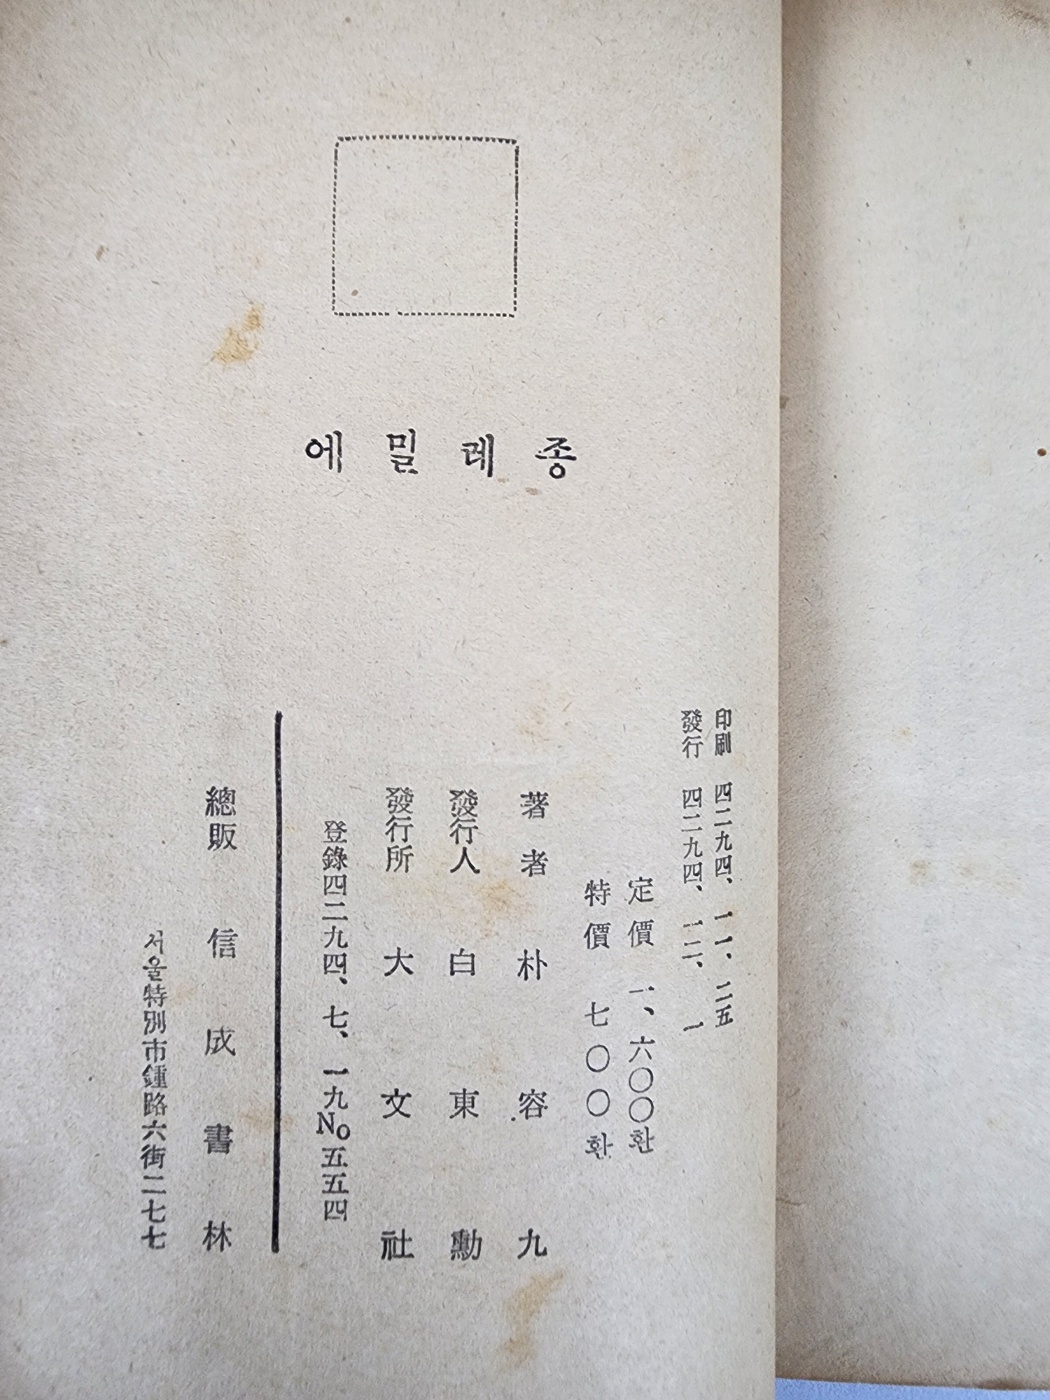 에밀레종
印刷 四二九四、一一、二五
發行 四二九四、一二、一
定價 一、六〇〇환
特價 七〇〇환
著者 朴容九
發行人 白東勳
發行所 大文社
登錄四二九四、七、一九No五五四
總販 信成書林
서울特別市鍾路六街二七七